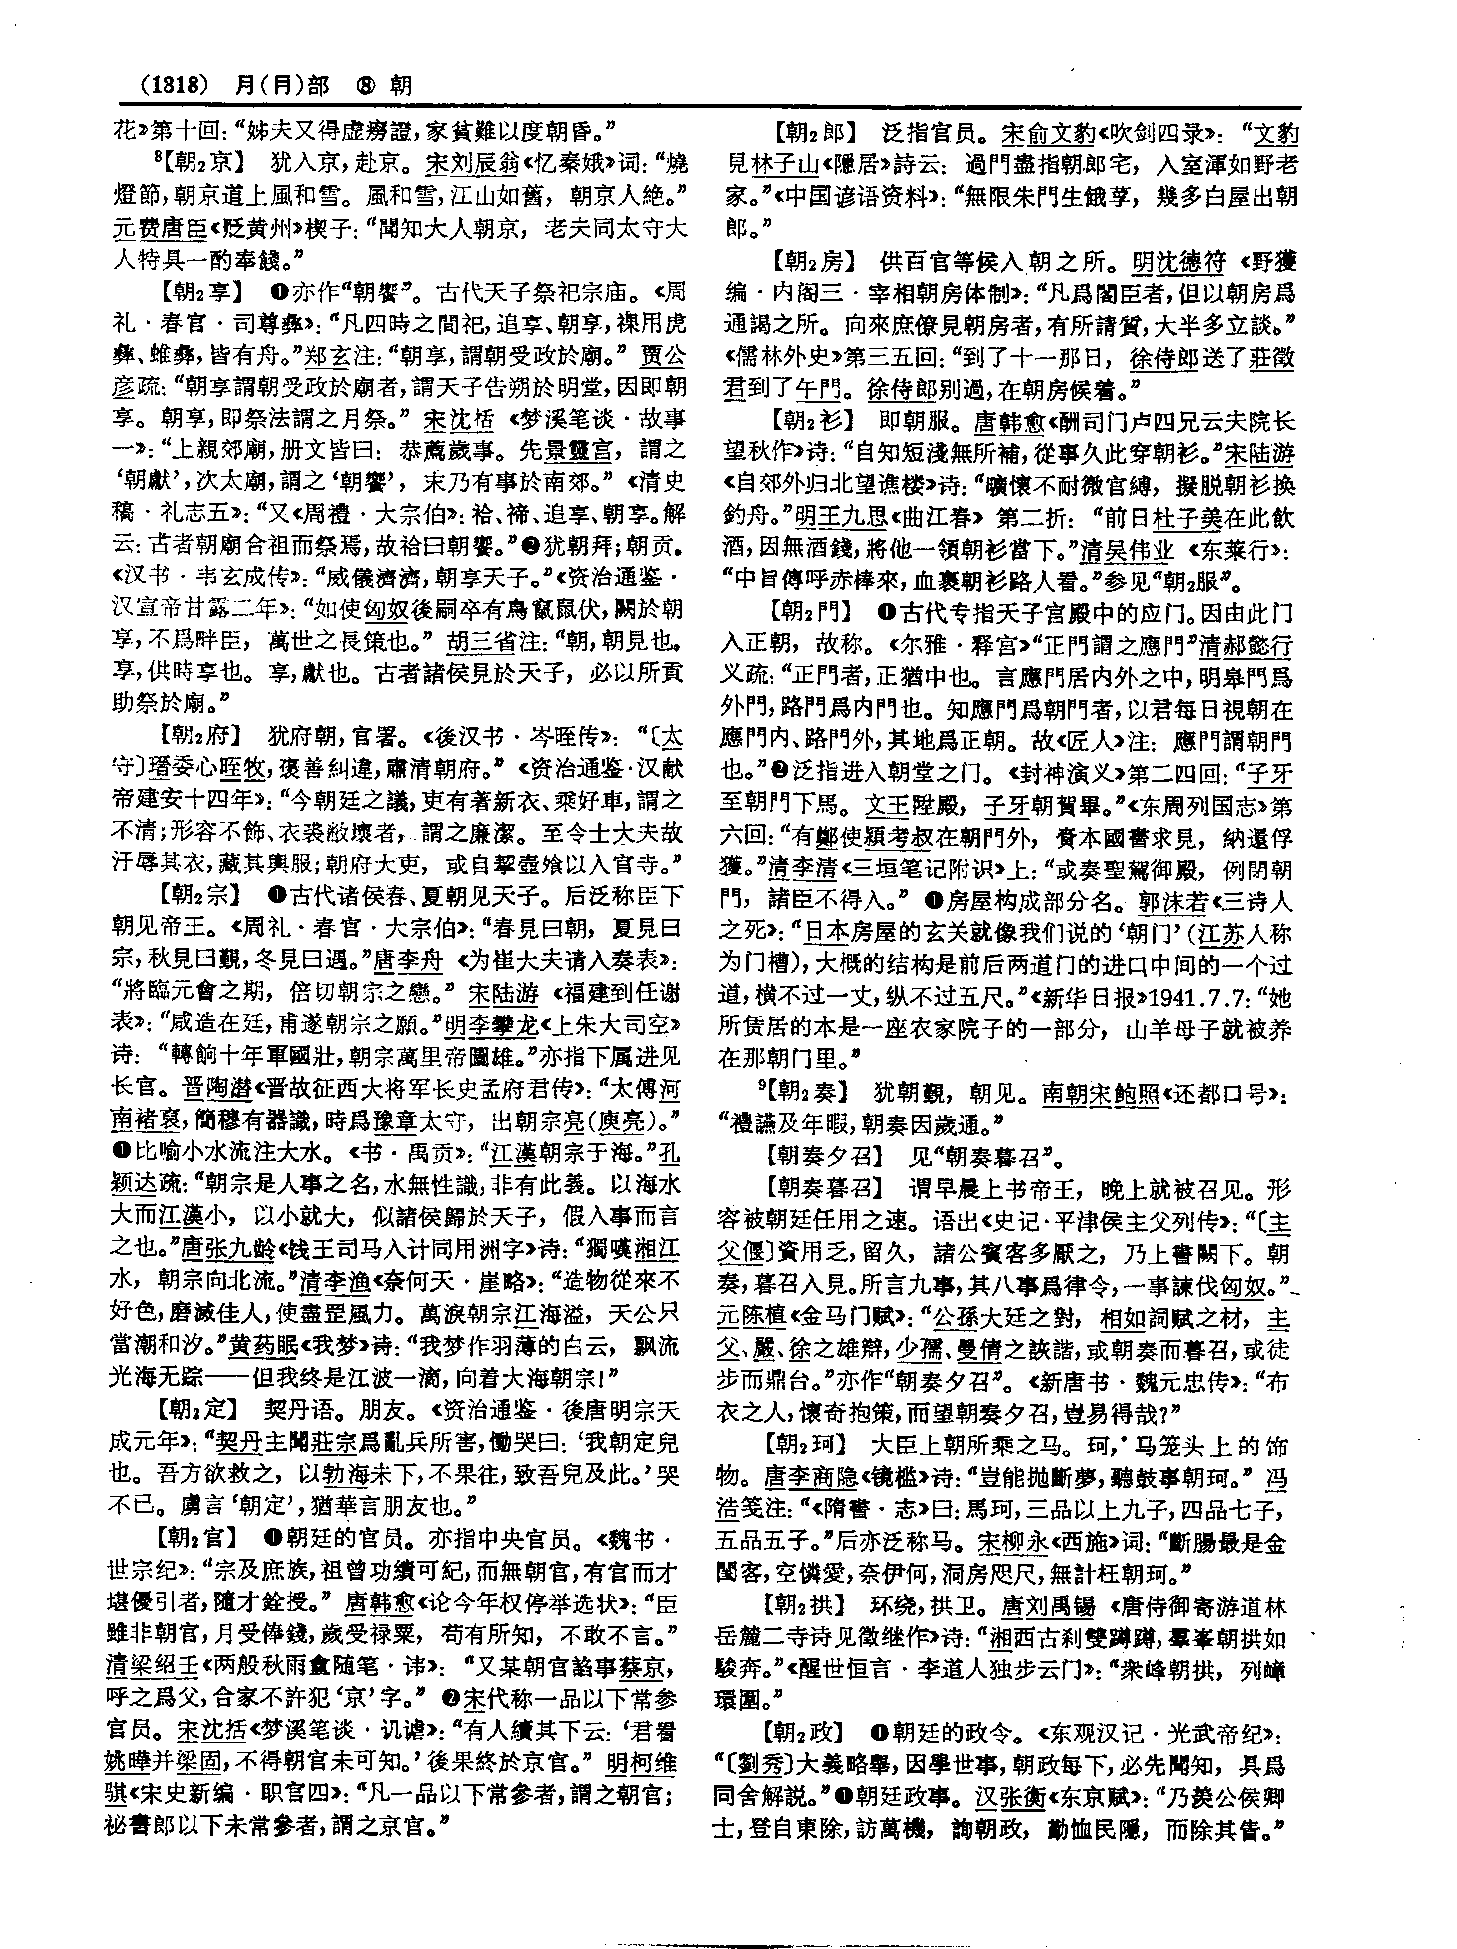 (1318) 月(⺝)部 ⑧ 朝
花》第十回：“姊夫又得虚癆證，家貧難以度朝昏。”
⁸【朝₂京】 犹入京，赴京。宋刘辰翁《忆秦娥》词：“燒
燈節，朝京道上風和雪。風和雪，江山如舊，朝京人絶。”
元费唐臣《贬黄州》楔子：“聞知大人朝京，老夫同太守大
人特具一酌奉餞。”
【朝₂享】 ❶亦作“朝饗”。古代天子祭祀宗庙。《周
礼·春官·司尊彝》：“凡四時之間祀，追享、朝享，祼用虎
彝、蜼彝，皆有舟。”郑玄注：“朝享，謂朝受政於廟。”贾公
彦疏：“朝享謂朝受政於廟者，謂天子告朔於明堂，因即朝
享。朝享，即祭法謂之月祭。”宋沈括《梦溪笔谈·故事
一》：“上親郊廟，册文皆曰：恭薦歲事。先景靈宫，謂之
‘朝獻’，次太廟，謂之‘朝饗’，末乃有事於南郊。”《清史
稿·礼志五》：“又《周禮·大宗伯》：祫、禘、追享、朝享。解
云：古者朝廟合祖而祭焉，故祫曰朝饗。”❷犹朝拜；朝贡。
《汉书·韦玄成传》：“威儀濟濟，朝享天子。”《资治通鉴·
汉宣帝甘露二年》：“如使匈奴後嗣卒有鳥竄鼠伏，闕於朝
享，不爲畔臣，萬世之長策也。”胡三省注：“朝，朝見也。
享，供時享也。享，獻也。古者諸侯見於天子，必以所貢
助祭於廟。”
【朝₂府】 犹府朝，官署。《後汉书·岑晊传》：“〔太
守〕瑨委心晊牧，褒善糾違，肅清朝府。”《资治通鉴·汉献
帝建安十四年》：“今朝廷之議，吏有著新衣、乘好車，謂之
不清；形容不飾、衣裘敝壞者，謂之廉潔。至令士大夫故
汙辱其衣，藏其輿服；朝府大吏，或自挈壺飧以入官寺。”
【朝₂宗】 ❶古代诸侯春、夏朝见天子。后泛称臣下
朝见帝王。《周礼·春官·大宗伯》：“春見曰朝，夏見曰
宗，秋見曰覲，冬見曰遇。”唐李舟《为崔大夫请入奏表》：
“將臨元會之期，倍切朝宗之戀。”宋陆游《福建到任谢
表》：“咸造在廷，甫遂朝宗之願。”明李攀龙《上朱大司空》
诗：“轉餉十年軍國壯，朝宗萬里帝圖雄。”亦指下属进见
长官。晋陶潜《晋故征西大将军长史孟府君传》：“太傅河
南褚裒，簡穆有器識，時爲豫章太守，出朝宗亮(庾亮)。”
❶比喻小水流注大水。《书·禹贡》：“江漢朝宗于海。”孔
颖达疏：“朝宗是人事之名，水無性識，非有此義。以海水
大而江漢小，以小就大，似諸侯歸於天子，假人事而言
之也。”唐张九龄《饯王司马入计同用洲字》诗：“獨嘆湘江
水，朝宗向北流。”清李渔《奈何天·崖略》：“造物從來不
好色，磨滅佳人，使盡罡風力。萬淚朝宗江海溢，天公只
當潮和汐。”黄药眠《我梦》诗：“我梦作羽薄的白云，飘流
光海无踪——但我终是江波一滴，向着大海朝宗！”
【朝₂定】 契丹语。朋友。《资治通鉴·後唐明宗天
成元年》：“契丹主聞莊宗爲亂兵所害，慟哭曰：‘我朝定兒
也。吾方欲救之，以勃海未下，不果往，致吾兒及此。’哭
不已。虜言‘朝定’，猶華言朋友也。”
【朝₂官】 ❶朝廷的官员。亦指中央官员。《魏书·
世宗纪》：“宗及庶族，祖曾功績可紀，而無朝官，有官而才
堪優引者，隨才銓授。”唐韩愈《论今年权停举选状》：“臣
雖非朝官，月受俸錢，歲受禄粟，苟有所知，不敢不言。”
清梁绍壬《两般秋雨盦随笔·讳》：“又某朝官諂事蔡京，
呼之爲父，合家不許犯‘京’字。”❷宋代称一品以下常参
官员。宋沈括《梦溪笔谈·讥谑》：“有人續其下云：‘君看
姚曄并梁固，不得朝官未可知。’後果終於京官。”明柯维
骐《宋史新编·职官四》：“凡一品以下常參者，謂之朝官；
祕書郎以下未常參者，謂之京官。”
【朝₂郎】 泛指官员。宋俞文豹《吹剑四录》：“文豹
見林子山《隱居》詩云：過門盡指朝郎宅，入室渾如野老
家。”《中国谚语资料》：“無限朱門生餓莩，幾多白屋出朝
郎。”
【朝₂房】 供百官等侯入朝之所。明沈德符《野獲
编·内阁三·宰相朝房体制》：“凡爲閣臣者，但以朝房爲
通謁之所。向來庶僚見朝房者，有所請質，大半多立談。”
《儒林外史》第三五回：“到了十一那日，徐侍郎送了莊徵
君到了午門。徐侍郎别過，在朝房候着。”
【朝₂衫】 即朝服。唐韩愈《酬司门卢四兄云夫院长
望秋作》诗：“自知短淺無所補，從事久此穿朝衫。”宋陆游
《自郊外归北望谯楼》诗：“曠懷不耐微官縛，擬脱朝衫换
釣舟。”明王九思《曲江春》第二折：“前日杜子美在此飲
酒，因無酒錢，將他一領朝衫當下。”清吴伟业《东莱行》：
“中旨傳呼赤棒來，血裹朝衫路人看。”参见“朝₂服”。
【朝₂門】 ❶古代专指天子宫殿中的应门。因由此门
入正朝，故称。《尔雅·释宫》“正門謂之應門”清郝懿行
义疏：“正門者，正猶中也。言應門居内外之中，明皋門爲
外門，路門爲内門也。知應門爲朝門者，以君每日視朝在
應門内、路門外，其地爲正朝。故《匠人》注：應門謂朝門
也。”❷泛指进入朝堂之门。《封神演义》第二四回：“子牙
至朝門下馬。文王陞殿，子牙朝賀畢。”《东周列国志》第
六回：“有鄭使潁考叔在朝門外，賫本國書求見，納還俘
獲。”清李清《三垣笔记附识》上：“或奏聖駕御殿，例閉朝
門，諸臣不得入。”❶房屋构成部分名。郭沫若《三诗人
之死》：“日本房屋的玄关就像我们说的‘朝门’(江苏人称
为门檐)，大概的结构是前后两道门的进口中间的一个过
道，横不过一丈，纵不过五尺。”《新华日报》1941.7.7：“她
所赁居的本是一座农家院子的一部分，山羊母子就被养
在那朝门里。”
⁹【朝₂奏】 犹朝覲，朝见。南朝宋鲍照《还都口号》：
“禮讌及年暇，朝奏因歲通。”
【朝奏夕召】 见“朝奏暮召”。
【朝奏暮召】 谓早晨上书帝王，晚上就被召见。形
容被朝廷任用之速。语出《史记·平津侯主父列传》：“〔主
父偃〕資用乏，留久，諸公賓客多厭之，乃上書闕下。朝
奏，暮召入見。所言九事，其八事爲律令，一事諫伐匈奴。”
元陈植《金马门赋》：“公孫大廷之對，相如詞賦之材，主
父、嚴、徐之雄辯，少孺、曼倩之詼諧，或朝奏而暮召，或徒
步而鼎台。”亦作“朝奏夕召”。《新唐书·魏元忠传》：“布
衣之人，懷奇抱策，而望朝奏夕召，豈易得哉？”
【朝₂珂】 大臣上朝所乘之马。珂，马笼头上的饰
物。唐李商隐《镜槛》诗：“豈能抛斷夢，聽鼓事朝珂。”冯
浩笺注：“《隋書·志》曰：馬珂，三品以上九子，四品七子，
五品五子。”后亦泛称马。宋柳永《西施》词：“斷腸最是金
閨客，空憐愛，奈伊何，洞房咫尺，無計枉朝珂。”
【朝₂拱】 环绕，拱卫。唐刘禹锡《唐侍御寄游道林
岳麓二寺诗见徵继作》诗：“湘西古刹雙蹲蹲，羣峯朝拱如
駿奔。”《醒世恒言·李道人独步云门》：“衆峰朝拱，列嶂
環圍。”
【朝₂政】 ❶朝廷的政令。《东观汉记·光武帝纪》：
“〔劉秀〕大義略舉，因學世事，朝政每下，必先聞知，具爲
同舍解説。”❶朝廷政事。汉张衡《东京赋》：“乃羡公侯卿
士，登自東除，訪萬機，詢朝政，勤恤民隱，而除其眚。”